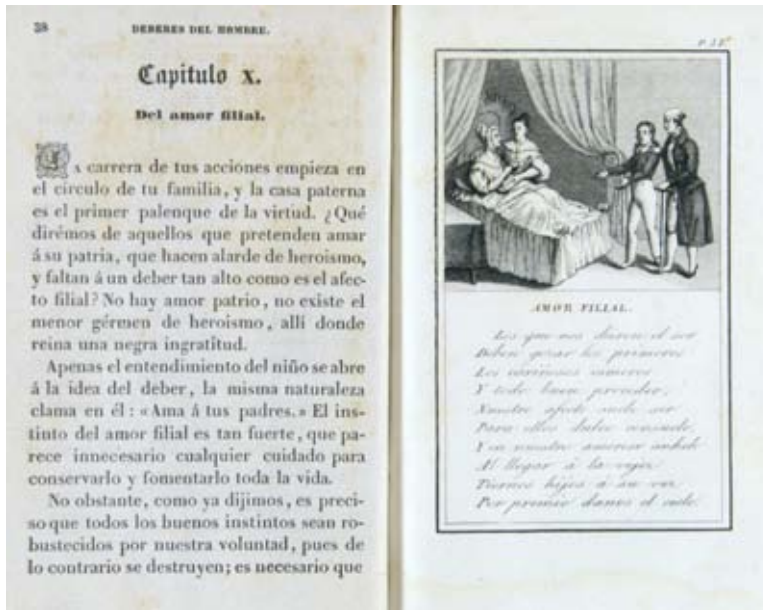 38
DEBERES DEL HOMBRE.
Capitulo x.
Del amor filial.
LA carrera de tus acciones empieza en
el círculo de tu familia, y la casa paterna
es el primer palenque de la virtud. ¿Qué
dirémos de aquellos que pretenden amar
á su patria, que hacen alarde de heroismo,
y faltan á un deber tan alto como es el afec-
to filial? No hay amor patrio, no existe el
menor gérmen de heroismo, allí donde
reina una negra ingratitud.
Apenas el entendimiento del niño se abre
á la idea del deber, la misma naturaleza
clama en él: «Ama á tus padres.» El ins-
tinto del amor filial es tan fuerte, que pa-
rece innecesario cualquier cuidado para
conservarlo y fomentarlo toda la vida.
No obstante, como ya dijimos, es preci-
so que todos los buenos instintos sean ro-
bustecidos por nuestra voluntad, pues de
lo contrario se destruyen; es necesario que
AMOR FILIAL.
Los que nos dieron el ser
Deben gozar los primeros
Los cariñosos esmeros
Y todo buen proceder,
Nuestro afecto ser
Para ellos dulce consuelo,
Y nuestro amoroso anhelo
Al llegar á la vejez
Tiernos hijos á su vez
Por premio danos el cielo.